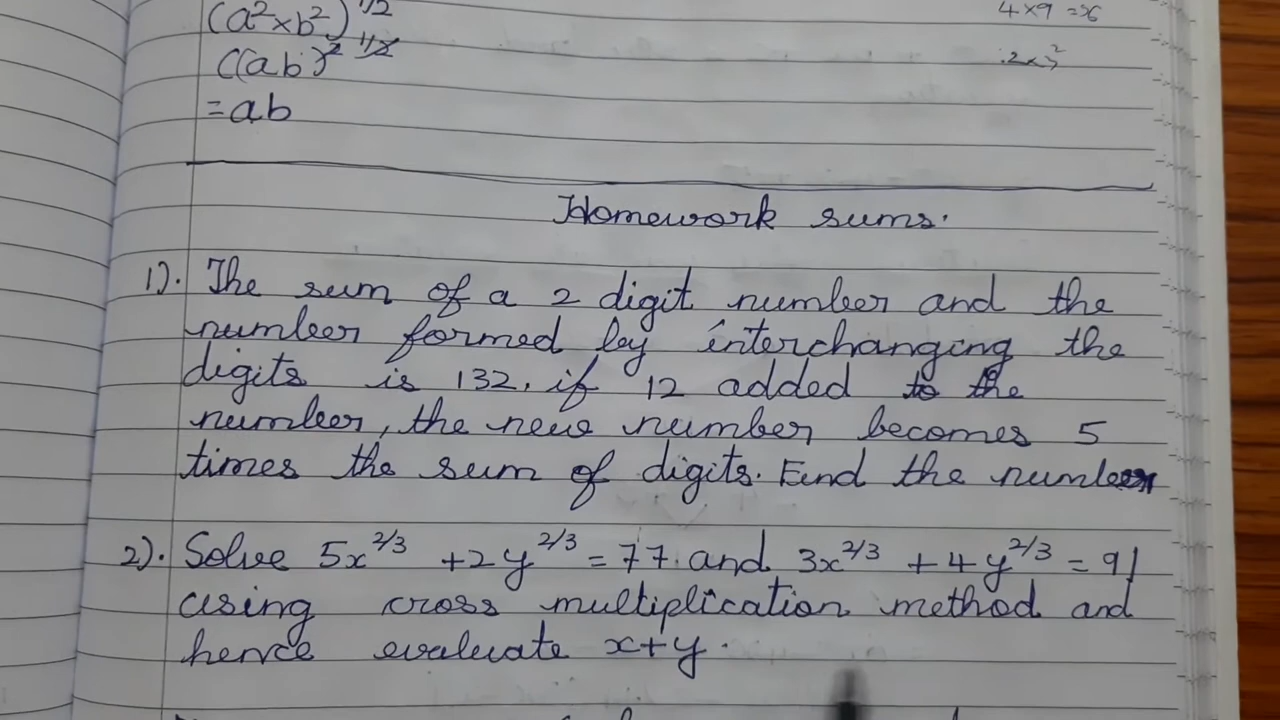 (a²×b²)^1/2
4×9 = x
((ab)²)^1/2
2×3²
=ab
Homework sums.
1). The sum of a 2 digit number and the
number formed by interchanging the
digits is 132, if 12 added to the
number, the new number becomes 5
times the sum of digits. Find the number
2). Solve 5x^2/3 + 2y^2/3 = 77 and 3x^2/3 + 4y^2/3 = 91
using cross multiplication method and
hence evaluate x+y.